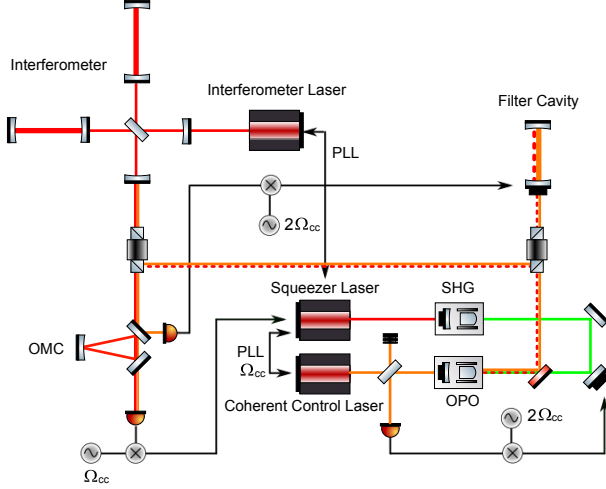 Interferometer
Interferometer Laser
Filter Cavity
PLL
2Ωcc
Squeezer Laser
SHG
OMC
PLL
Ωcc
Coherent Control Laser
OPO
2Ωcc
Ωcc